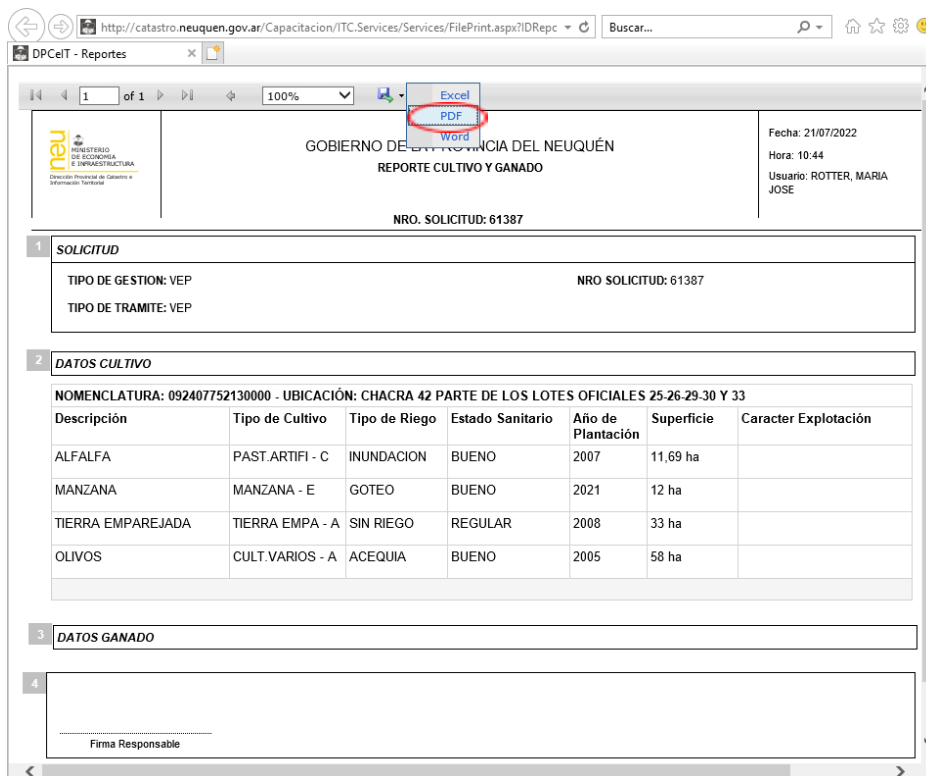 http://catastro.neuquen.gov.ar/Capacitacion/ITC.Services/Services/FilePrint.aspx?IDRepc
Buscar...
DPCeIT - Reportes
1 of 1
100%
Excel
PDF
Word
neu
MINISTERIO
DE ECONOMIA
E INFRAESTRUCTURA
Dirección Provincial de Catastro e
Información Territorial
GOBIERNO DE LA PROVINCIA DEL NEUQUÉN
REPORTE CULTIVO Y GANADO
NRO. SOLICITUD: 61387
Fecha: 21/07/2022
Hora: 10:44
Usuario: ROTTER, MARIA
JOSE
1 SOLICITUD
TIPO DE GESTION: VEP NRO SOLICITUD: 61387
TIPO DE TRAMITE: VEP
2 DATOS CULTIVO
NOMENCLATURA: 092407752130000 - UBICACIÓN: CHACRA 42 PARTE DE LOS LOTES OFICIALES 25-26-29-30 Y 33
Descripción Tipo de Cultivo Tipo de Riego Estado Sanitario Año de Plantación Superficie Caracter Explotación
ALFALFA PAST.ARTIFI - C INUNDACION BUENO 2007 11,69 ha
MANZANA MANZANA - E GOTEO BUENO 2021 12 ha
TIERRA EMPAREJADA TIERRA EMPA - A SIN RIEGO REGULAR 2008 33 ha
OLIVOS CULT.VARIOS - A ACEQUIA BUENO 2005 58 ha
3 DATOS GANADO
4
Firma Responsable